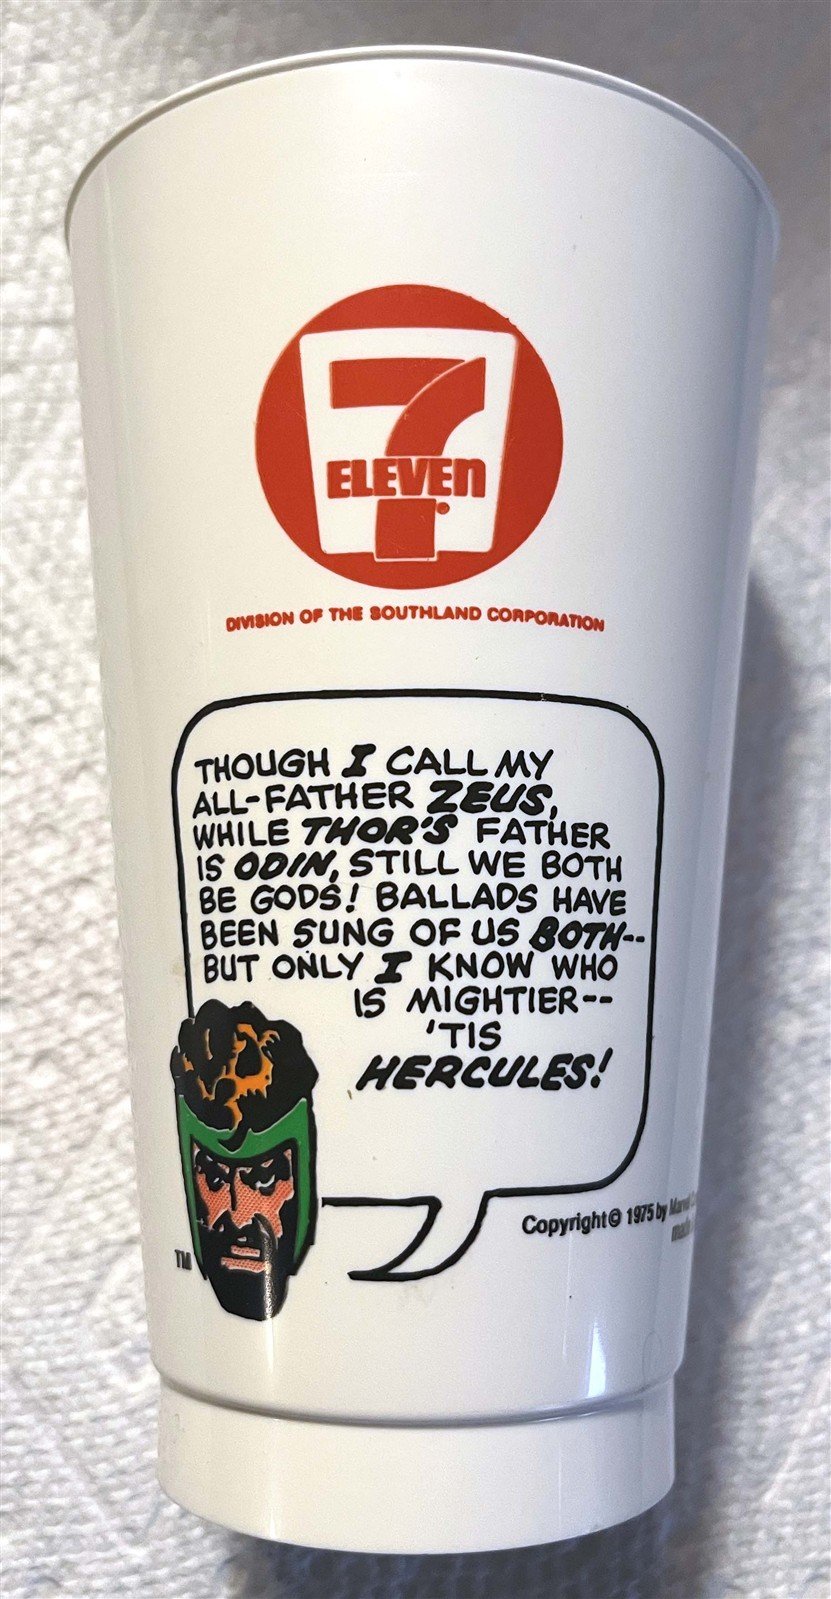 7
ELEVEn
®
DIVISION OF THE SOUTHLAND CORPORATION
THOUGH I CALL MY
ALL-FATHER ZEUS,
WHILE THOR'S FATHER
IS ODIN, STILL WE BOTH
BE GODS! BALLADS HAVE
BEEN SUNG OF US BOTH--
BUT ONLY I KNOW WHO
IS MIGHTIER--
'TIS
HERCULES!
TM
Copyright © 1975 by Marvel